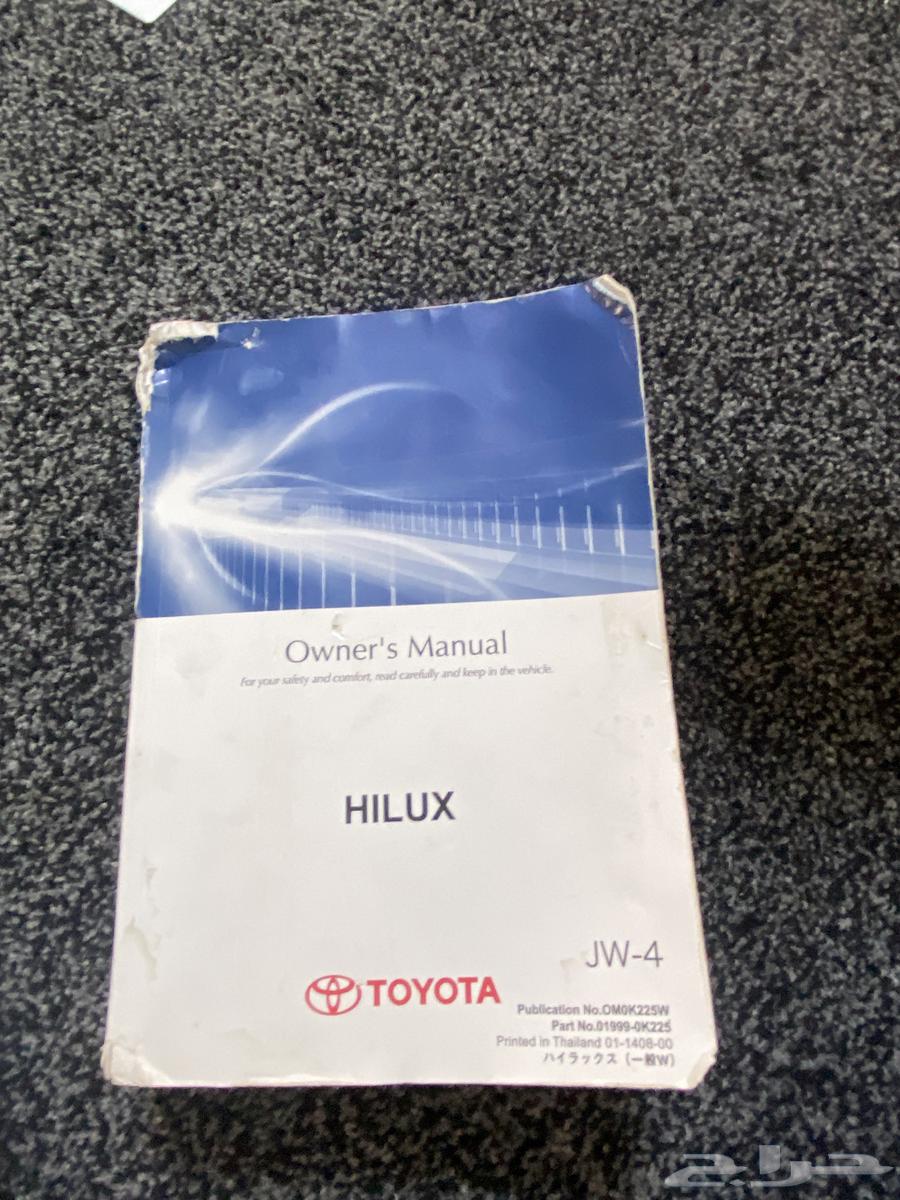 Owner's Manual
For your safety and comfort, read carefully and keep in the vehicle.
HILUX
JW-4
TOYOTA
Publication No.OM0K225W
Part No.01999-0K225
Printed in Thailand 01-1408-00
ハイラックス (一般W)
حراج